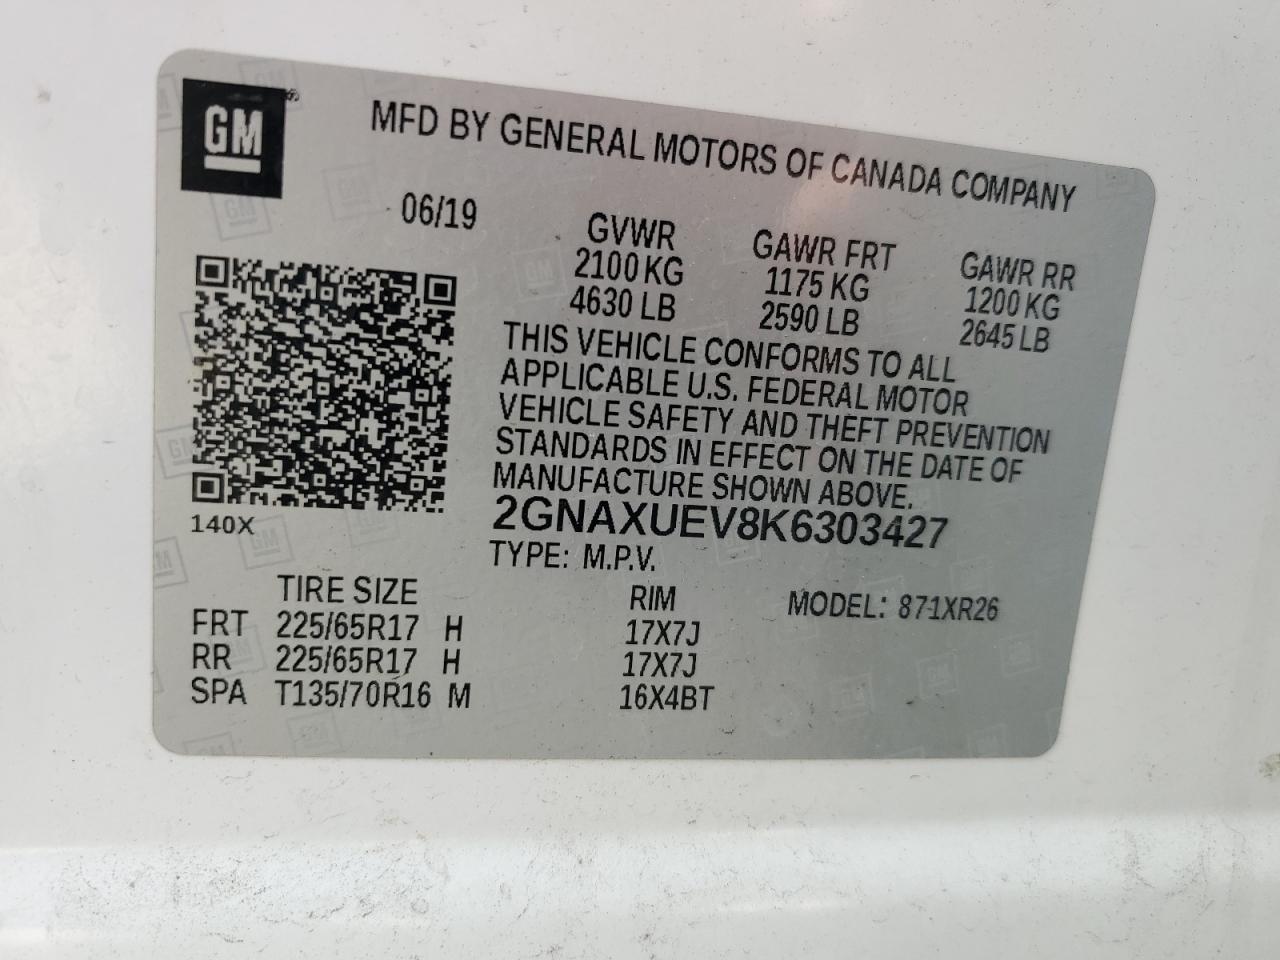 GM
MFD BY GENERAL MOTORS OF CANADA COMPANY
06/19
GVWR GAWR FRT GAWR RR
2100 KG 1175 KG 1200 KG
4630 LB 2590 LB 2645 LB
THIS VEHICLE CONFORMS TO ALL
APPLICABLE U.S. FEDERAL MOTOR
VEHICLE SAFETY AND THEFT PREVENTION
STANDARDS IN EFFECT ON THE DATE OF
MANUFACTURE SHOWN ABOVE.
140X
2GNAXUEV8K6303427
TYPE: M.P.V.
TIRE SIZE RIM MODEL: 871XR26
FRT 225/65R17 H 17X7J
RR 225/65R17 H 17X7J
SPA T135/70R16 M 16X4BT